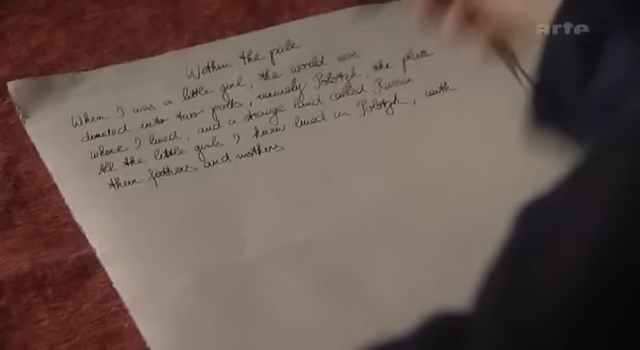 arte
Within the pale
When I was a little girl, the world was
divided into two parts, namely Polotzk, the place
where I lived, and a strange land called Russia
All the little girls I knew lived in Polotzk, with
their fathers and mothers